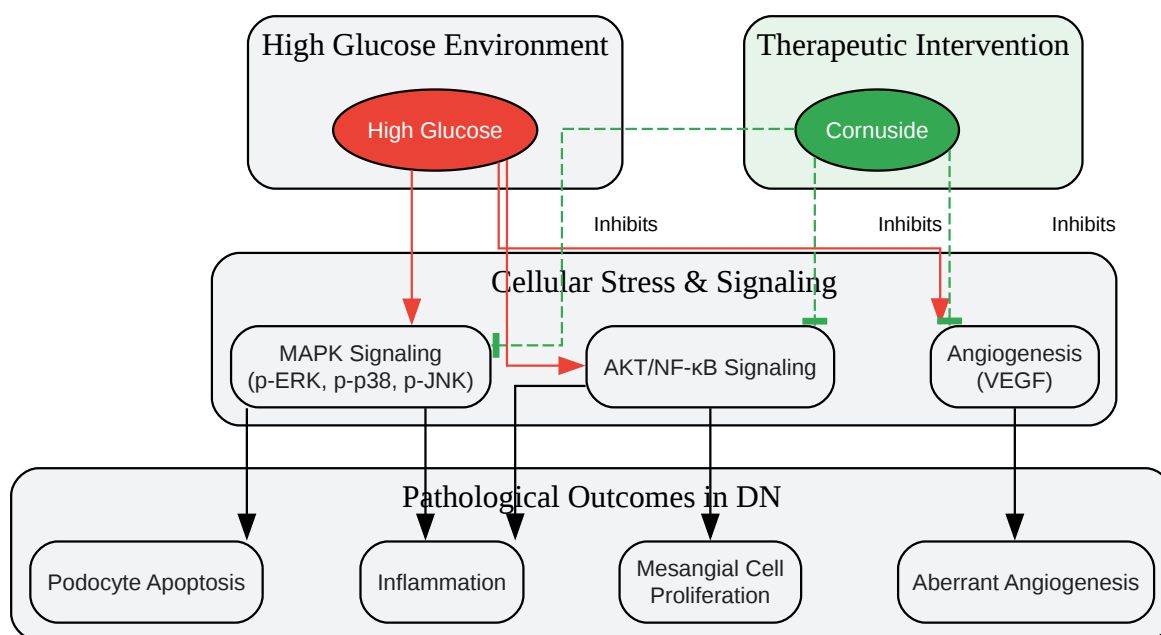 High Glucose Environment
Therapeutic Intervention
High Glucose
Cornuside
Inhibits
Inhibits
Inhibits
Cellular Stress & Signaling
MAPK Signaling
(p-ERK, p-p38, p-JNK)
AKT/NF-κB Signaling
Angiogenesis
(VEGF)
Pathological Outcomes in DN
Podocyte Apoptosis
Inflammation
Mesangial Cell
Proliferation
Aberrant Angiogenesis